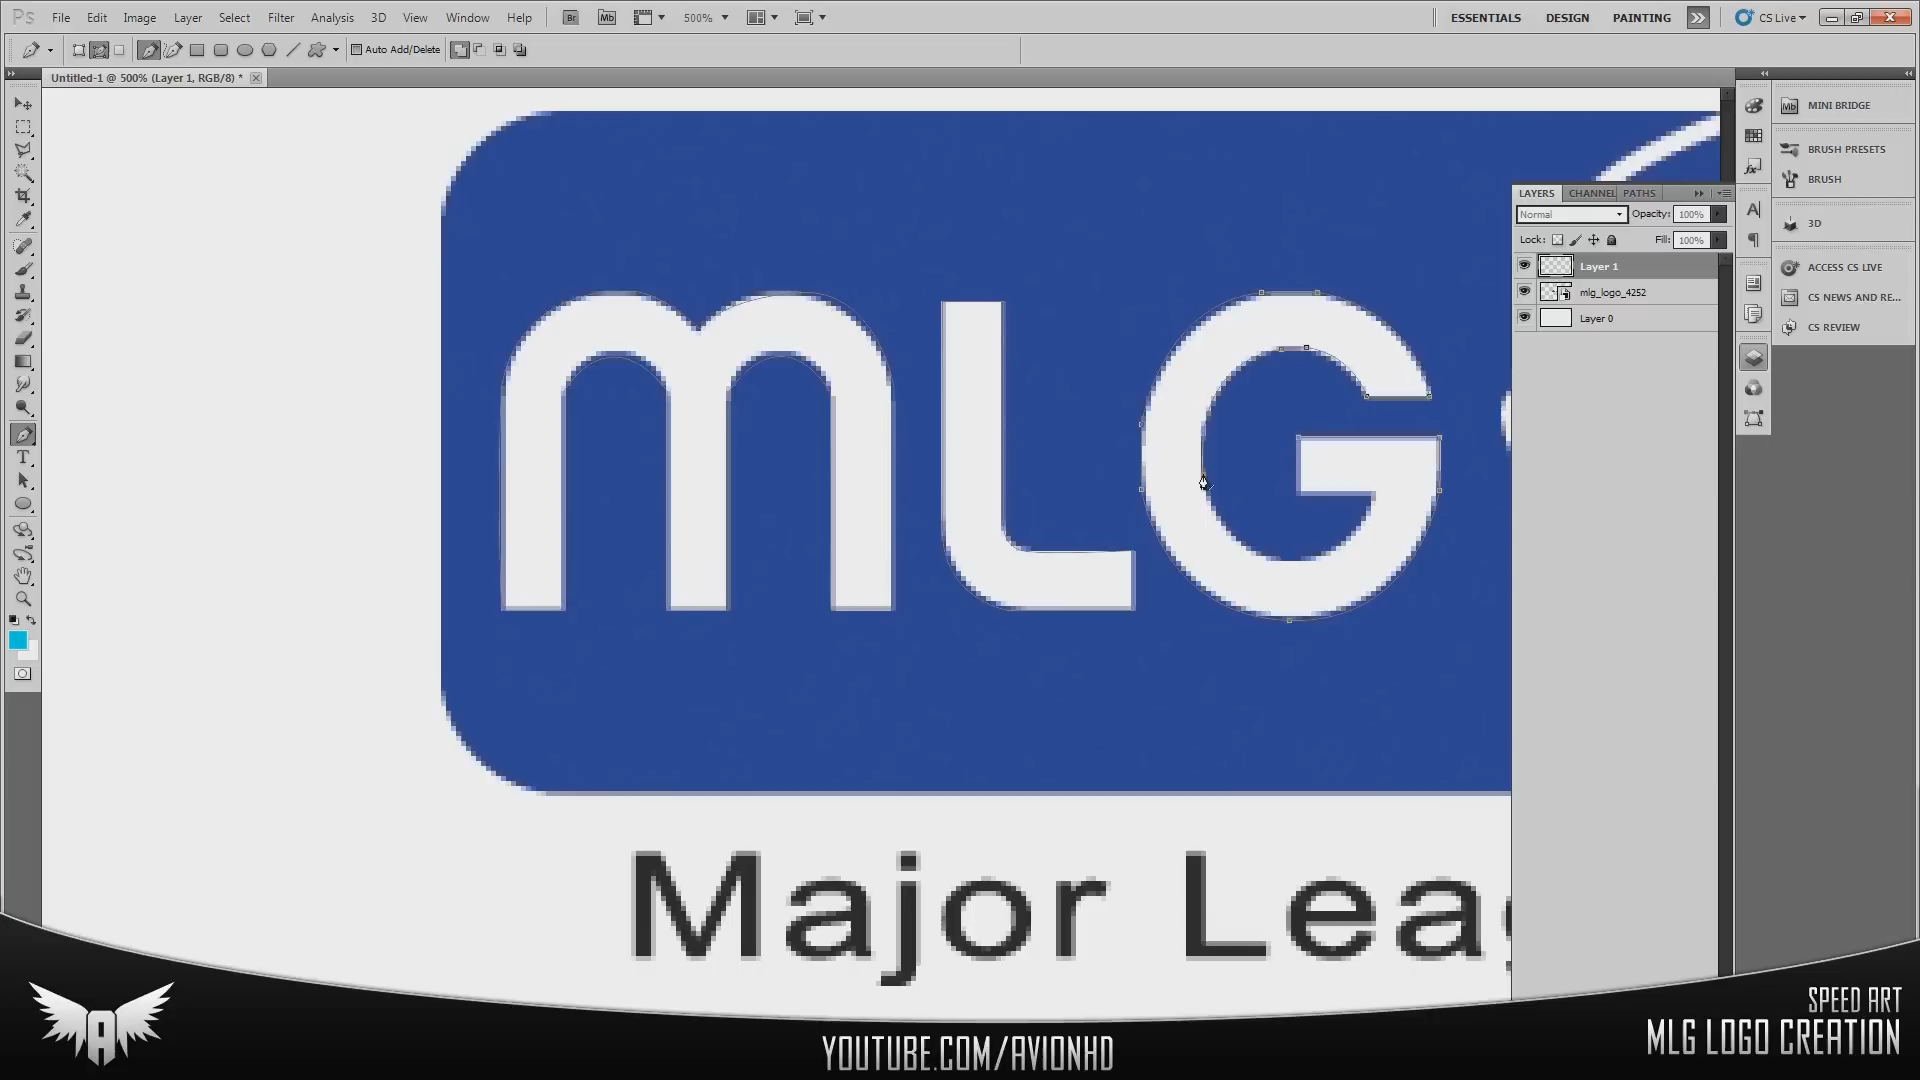 Ps File Edit Image Layer Select Filter Analysis 3D View Window Help Br Mb 500% ESSENTIALS DESIGN PAINTING CS Live
Auto Add/Delete
Untitled-1 @ 500% (Layer 1, RGB/8) *
Mb MINI BRIDGE
BRUSH PRESETS
BRUSH
3D
ACCESS CS LIVE
CS NEWS AND RE...
CS REVIEW
LAYERS CHANNEL PATHS
Normal Opacity: 100%
Lock: Fill: 100%
Layer 1
mlg_logo_4252
Layer 0
MLG
Major Lea
A
YOUTUBE.COM/AVIONHD
SPEED ART
MLG LOGO CREATION